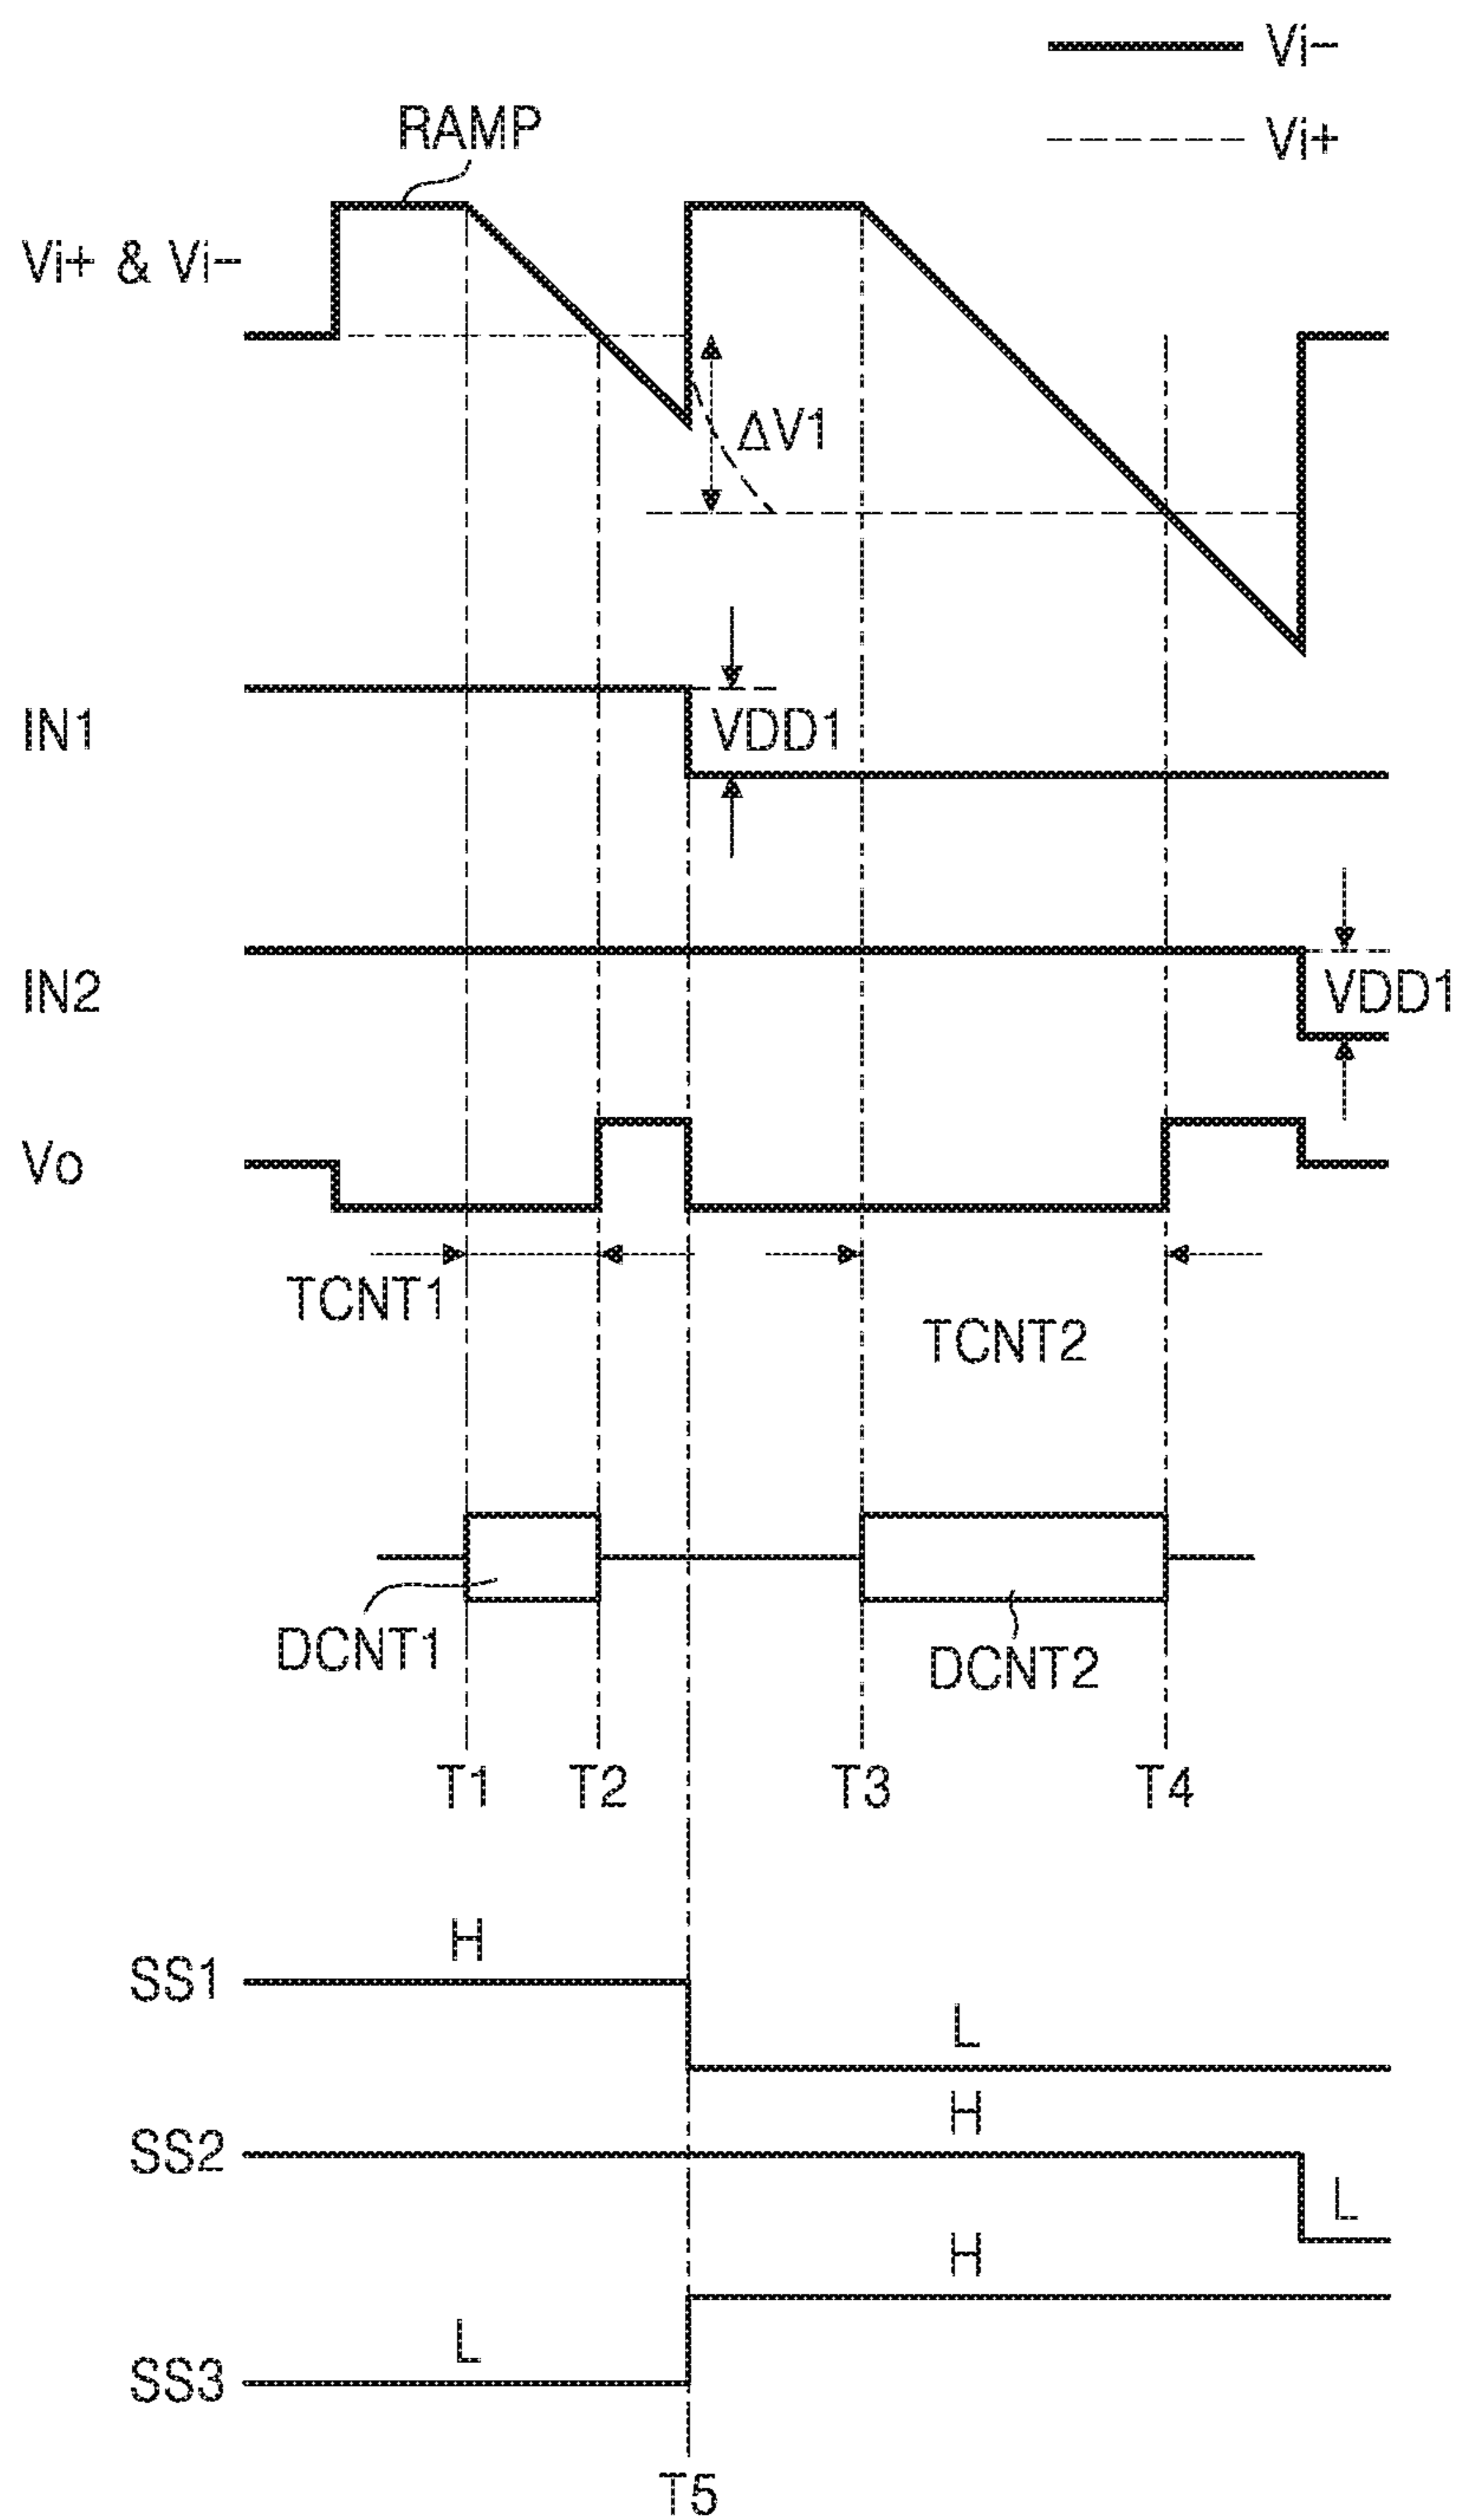 Vi−
RAMP
Vi+
Vi+ & Vi−
ΔV1
IN1
VDD1
IN2
VDD1
Vo
TCNT1
TCNT2
DCNT1
DCNT2
T1 T2 T3 T4
H
SS1
L
H
SS2
L
H
L
SS3
T5